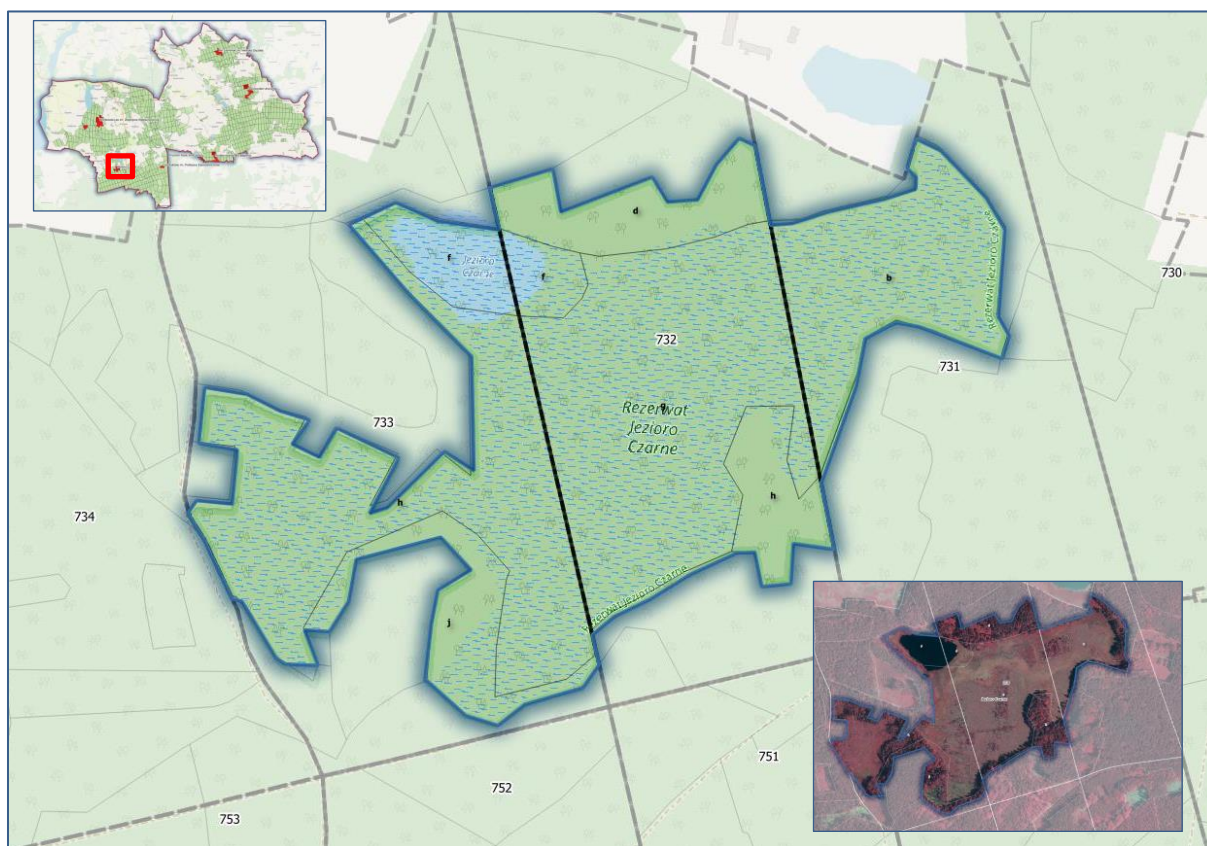 d
f
Jezioro
Czarne
f
b
Rezerwat Jezioro Czarne
730
732
731
g
Rezerwat
Jezioro
Czarne
733
h
h
734
Rezerwat Jezioro Czarne
j
751
752
753